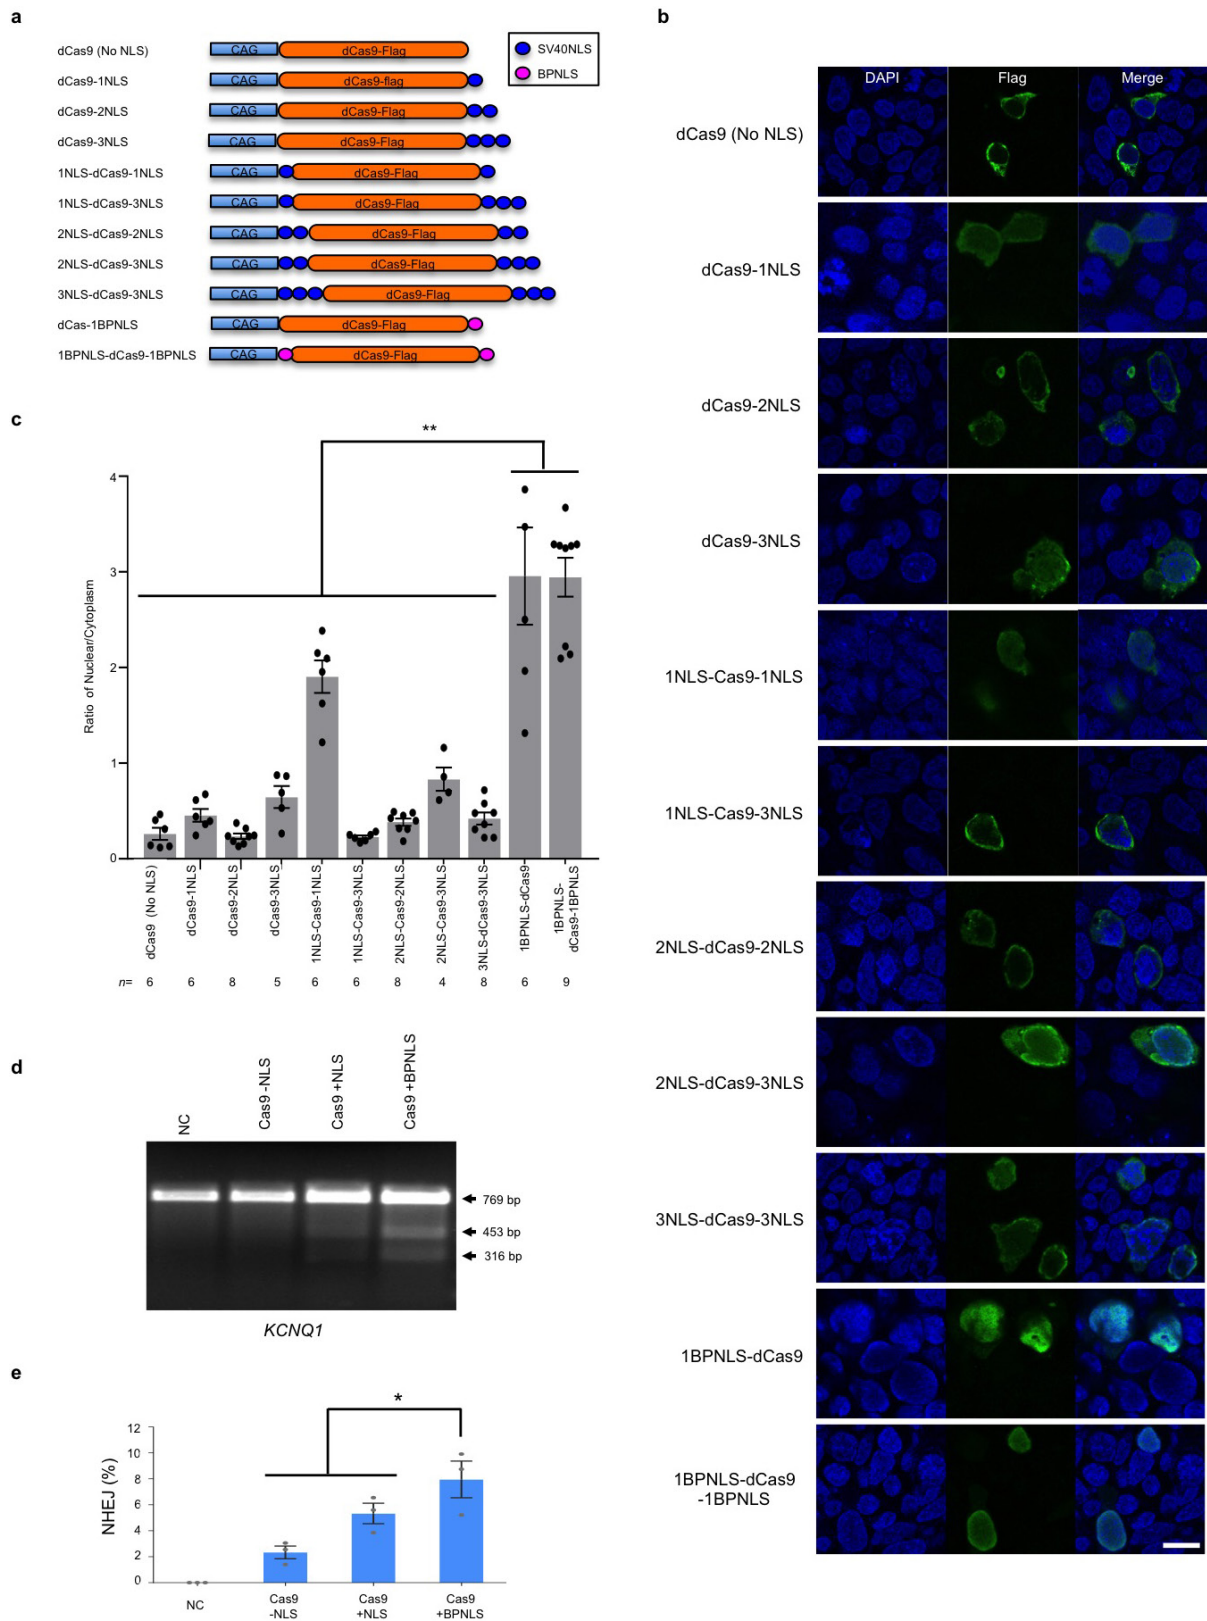 a
dCas9 (No NLS)
CAG
dCas9-Flag
dCas9-1NLS
CAG
dCas9-flag
dCas9-2NLS
CAG
dCas9-Flag
dCas9-3NLS
CAG
dCas9-Flag
1NLS-dCas9-1NLS
CAG
dCas9-Flag
1NLS-dCas9-3NLS
CAG
dCas9-Flag
2NLS-dCas9-2NLS
CAG
dCas9-Flag
2NLS-dCas9-3NLS
CAG
dCas9-Flag
3NLS-dCas9-3NLS
CAG
dCas9-Flag
dCas-1BPNLS
CAG
dCas9-Flag
1BPNLS-dCas9-1BPNLS
CAG
dCas9-Flag
SV40NLS
BPNLS
b
DAPI
Flag
Merge
dCas9 (No NLS)
dCas9-1NLS
dCas9-2NLS
dCas9-3NLS
1NLS-Cas9-1NLS
1NLS-Cas9-3NLS
2NLS-dCas9-2NLS
2NLS-dCas9-3NLS
3NLS-dCas9-3NLS
1BPNLS-dCas9
1BPNLS-dCas9
-1BPNLS
c
**
Ratio of Nuclear/Cytoplasm
4
3
2
1
0
dCas9 (No NLS)
dCas9-1NLS
dCas9-2NLS
dCas9-3NLS
1NLS-Cas9-1NLS
1NLS-Cas9-3NLS
2NLS-Cas9-2NLS
2NLS-Cas9-3NLS
3NLS-dCas9-3NLS
1BPNLS-dCas9
1BPNLS-
dCas9-1BPNLS
n= 6 6 8 5 6 6 8 4 8 6 9
d
NC
Cas9 -NLS
Cas9 +NLS
Cas9 +BPNLS
769 bp
453 bp
316 bp
KCNQ1
e
*
NHEJ (%)
12
10
8
6
4
2
0
NC
Cas9
-NLS
Cas9
+NLS
Cas9
+BPNLS